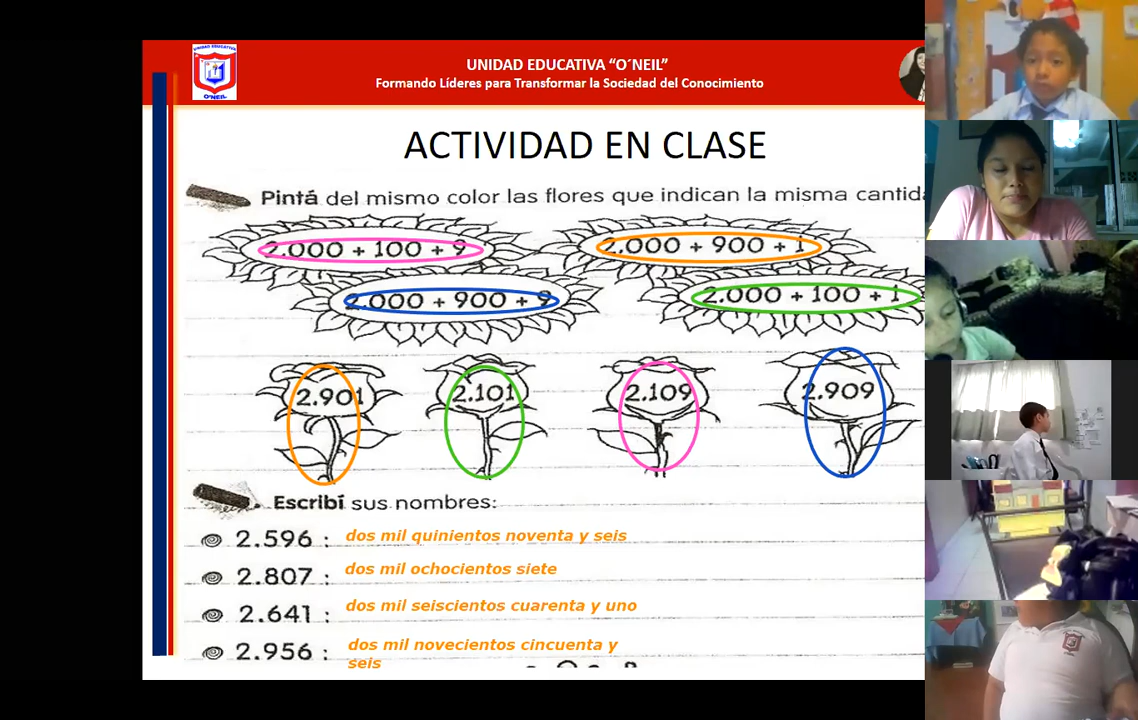 UNIDAD EDUCATIVA
O'NEIL
UNIDAD EDUCATIVA “O´NEIL”
Formando Líderes para Transformar la Sociedad del Conocimiento
ACTIVIDAD EN CLASE
Pintá del mismo color las flores que indican la misma
2.000 + 100 + 9
2.000 + 900 + 1
2.000 + 900 + 9
2.000 + 100 + 1
2.901
2.101
2.109
2.909
Escribí sus nombres:
2.596 : dos mil quinientos noventa y seis
2.807 : dos mil ochocientos siete
2.641 : dos mil seiscientos cuarenta y uno
2.956 : dos mil novecientos cincuenta y
seis